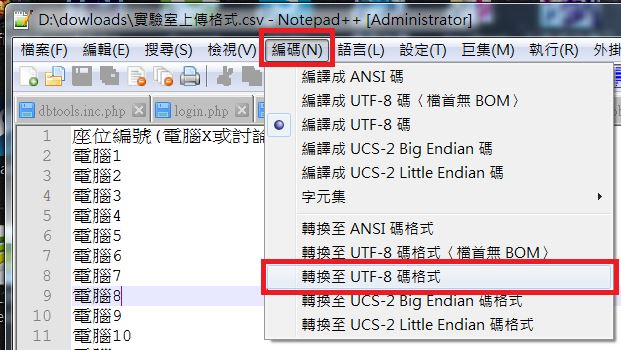 D:\dowloads\實驗室上傳格式.csv - Notepad++ [Administrator]
檔案(F) 編輯(E) 搜尋(S) 檢視(V) 編碼(N) 語言(L) 設定(T) 巨集(M) 執行(R) 外掛
dbtools.inc.php login.php
編譯成 ANSI 碼
編譯成 UTF-8 碼（檔首無 BOM）
編譯成 UTF-8 碼
編譯成 UCS-2 Big Endian 碼
編譯成 UCS-2 Little Endian 碼
字元集
轉換至 ANSI 碼格式
轉換至 UTF-8 碼格式（檔首無 BOM）
轉換至 UTF-8 碼格式
轉換至 UCS-2 Big Endian 碼格式
轉換至 UCS-2 Little Endian 碼格式
1 座位編號(電腦X或討論
2 電腦1
3 電腦2
4 電腦3
5 電腦4
6 電腦5
7 電腦6
8 電腦7
9 電腦8
10 電腦9
11 電腦10